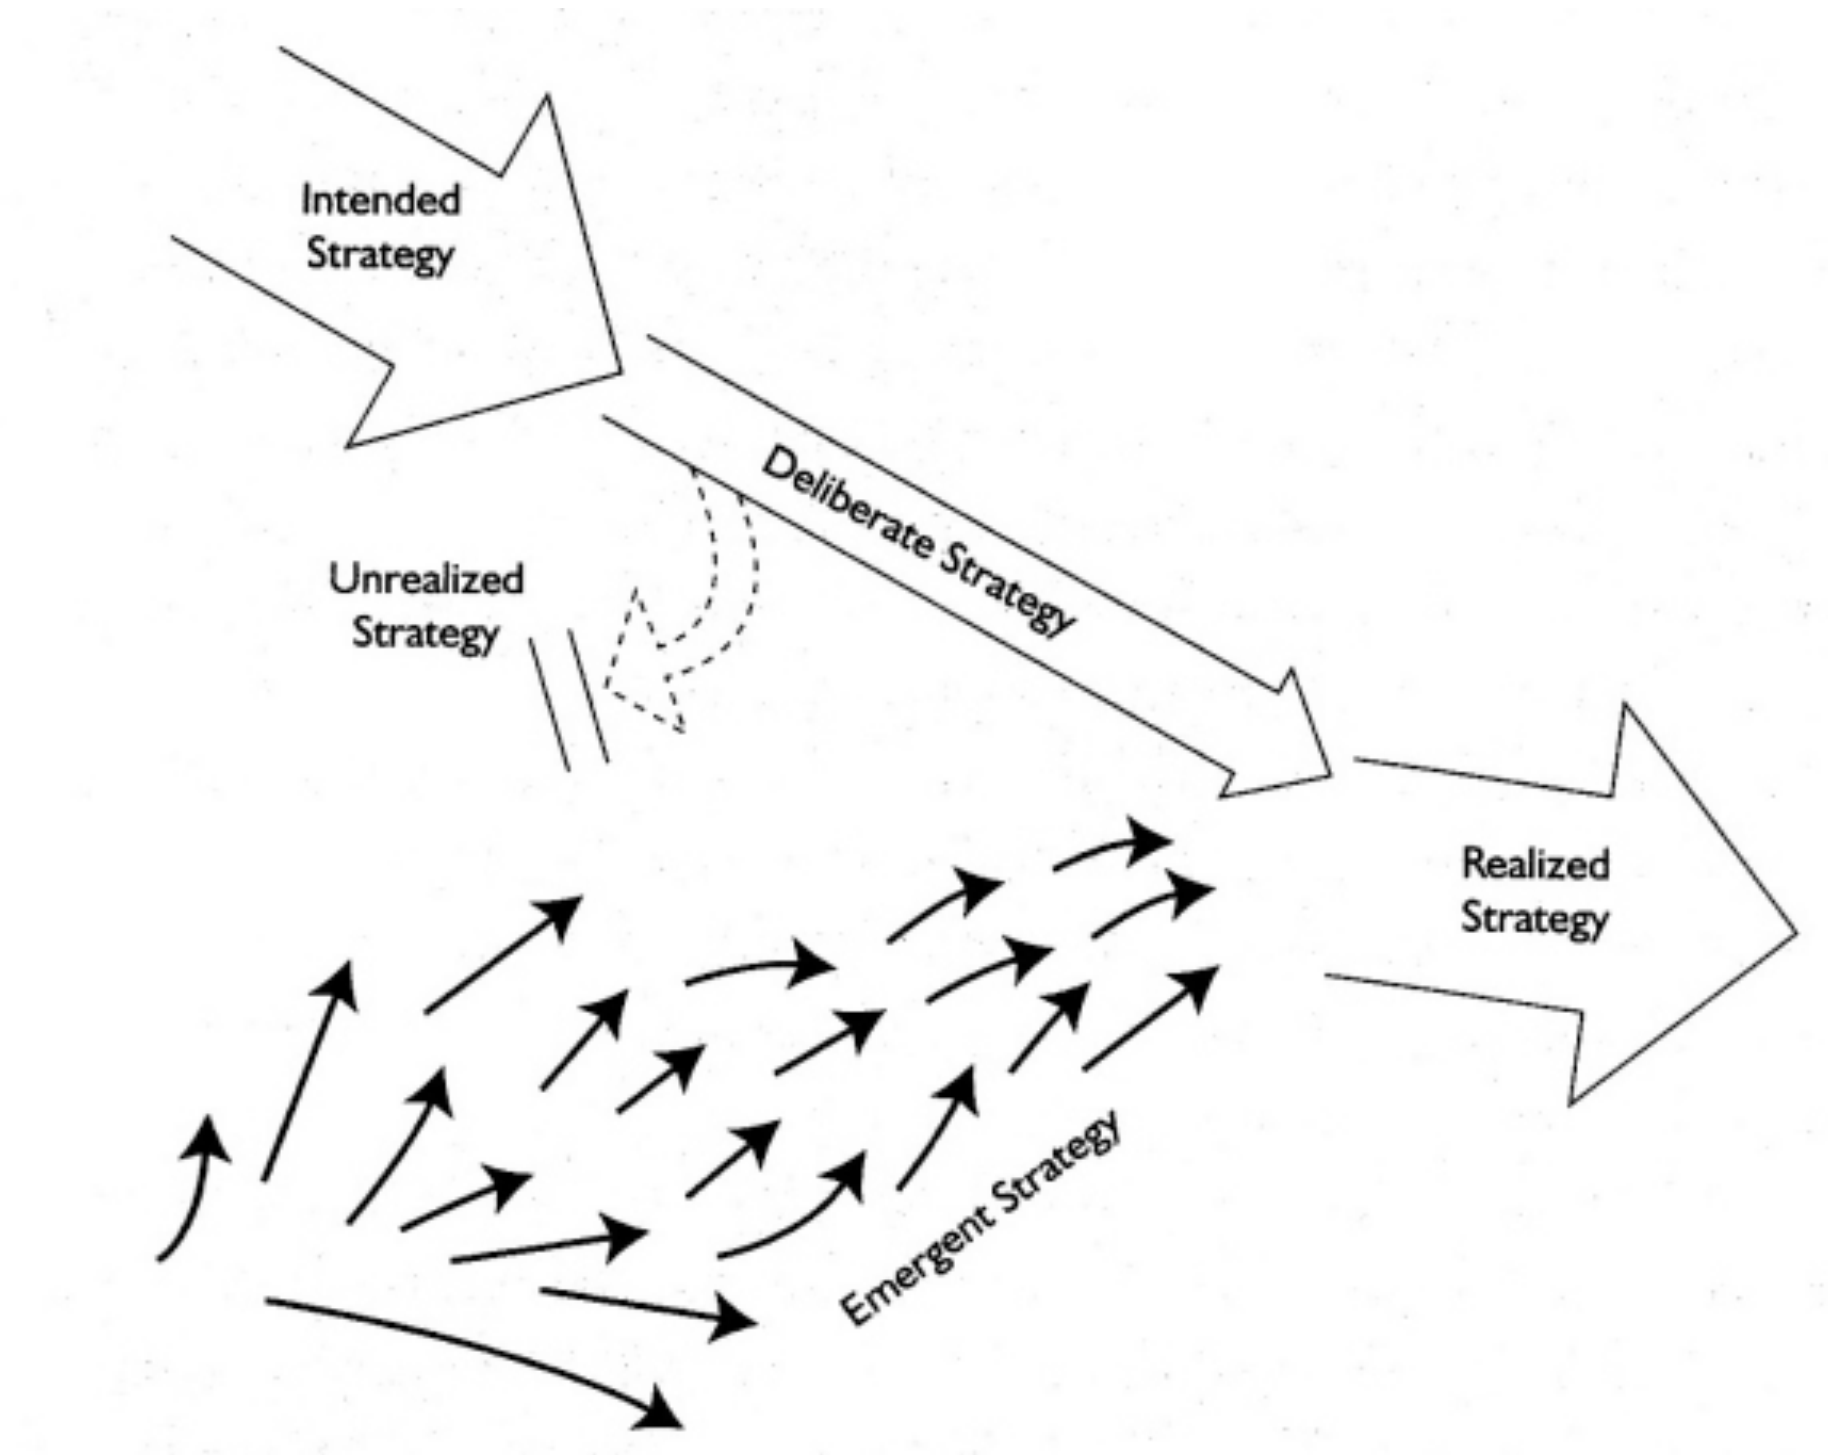 Intended
Strategy
Deliberate Strategy
Unrealized
Strategy
Realized
Strategy
Emergent Strategy